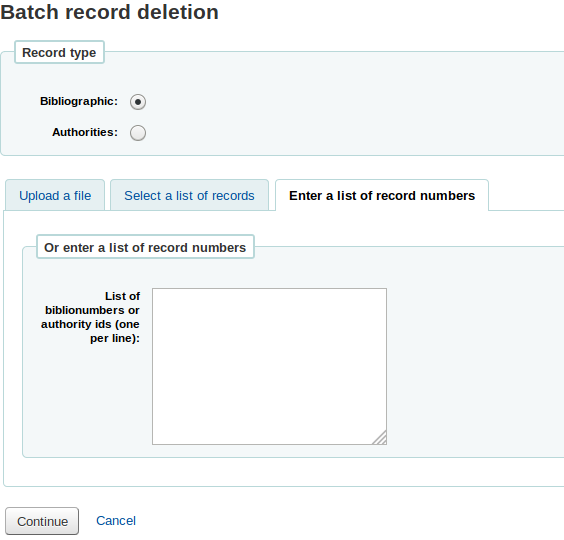 Batch record deletion
Record type
Bibliographic:
Authorities:
Upload a file
Select a list of records
Enter a list of record numbers
Or enter a list of record numbers
List of
biblionumbers or
authority ids (one
per line):
Continue
Cancel